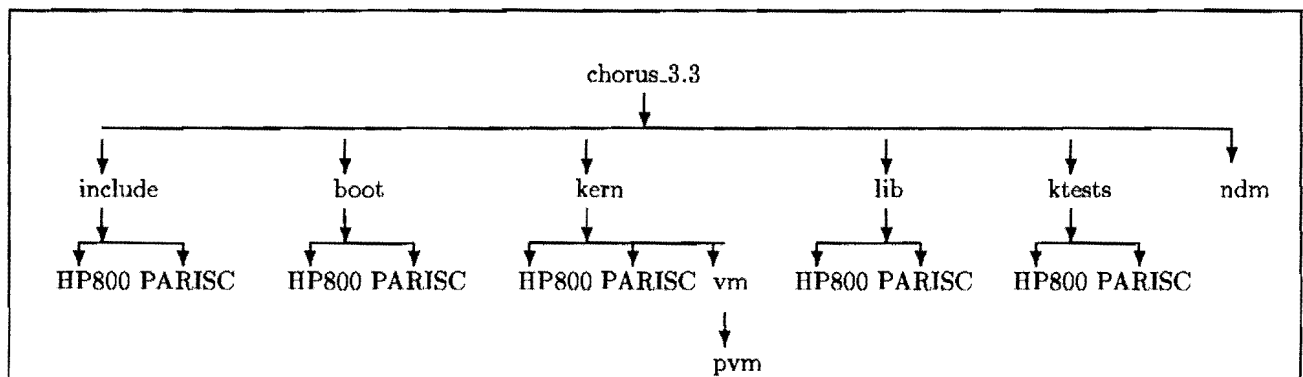 chorus_3.3
include boot kern lib ktests ndm
HP800 PARISC HP800 PARISC HP800 PARISC vm HP800 PARISC HP800 PARISC
pvm